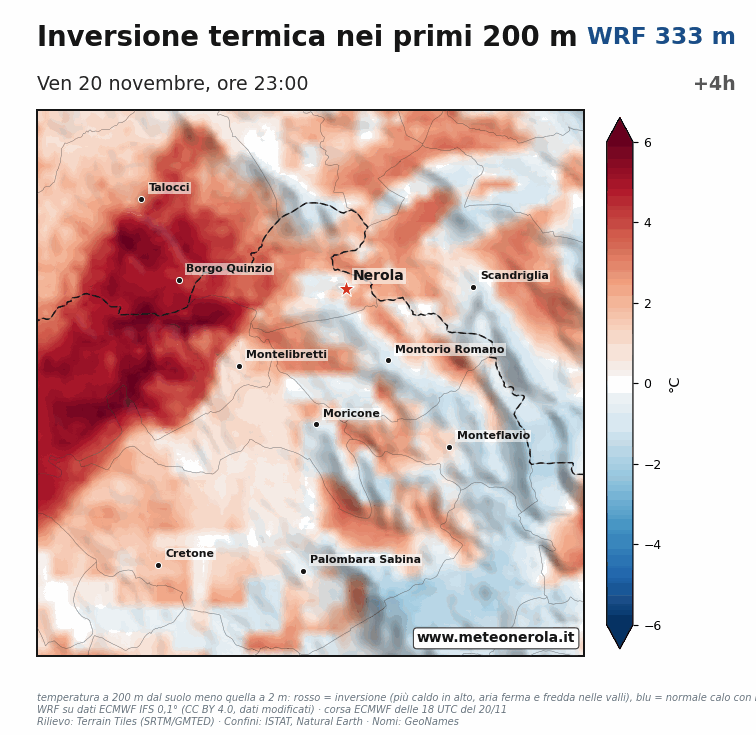 Inversione termica nei primi 200 m WRF 333 m
Ven 20 novembre, ore 23:00
+4h
Talocci
Borgo Quinzio
Nerola
Scandriglia
Montelibretti
Montorio Romano
Moricone
Monteflavio
Cretone
Palombara Sabina
www.meteonerola.it
6
4
2
0
−2
−4
−6
°C
temperatura a 200 m dal suolo meno quella a 2 m: rosso = inversione (più caldo in alto, aria ferma e fredda nelle valli), blu = normale calo con
WRF su dati ECMWF IFS 0,1° (CC BY 4.0, dati modificati) · corsa ECMWF delle 18 UTC del 20/11
Rilievo: Terrain Tiles (SRTM/GMTED) · Confini: ISTAT, Natural Earth · Nomi: GeoNames